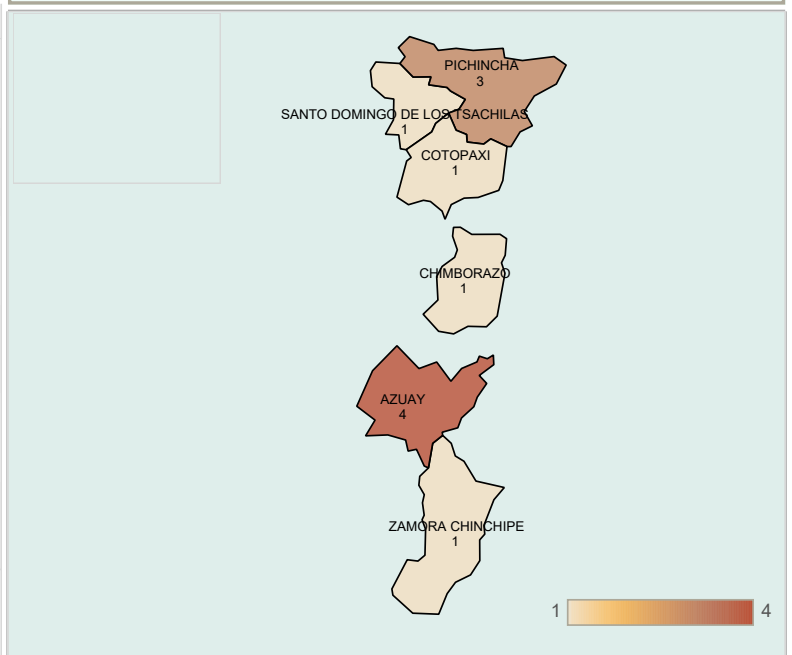 PICHINCHA
3
SANTO DOMINGO DE LOS TSACHILAS
1
COTOPAXI
1
CHIMBORAZO
1
AZUAY
4
ZAMORA CHINCHIPE
1
1 4